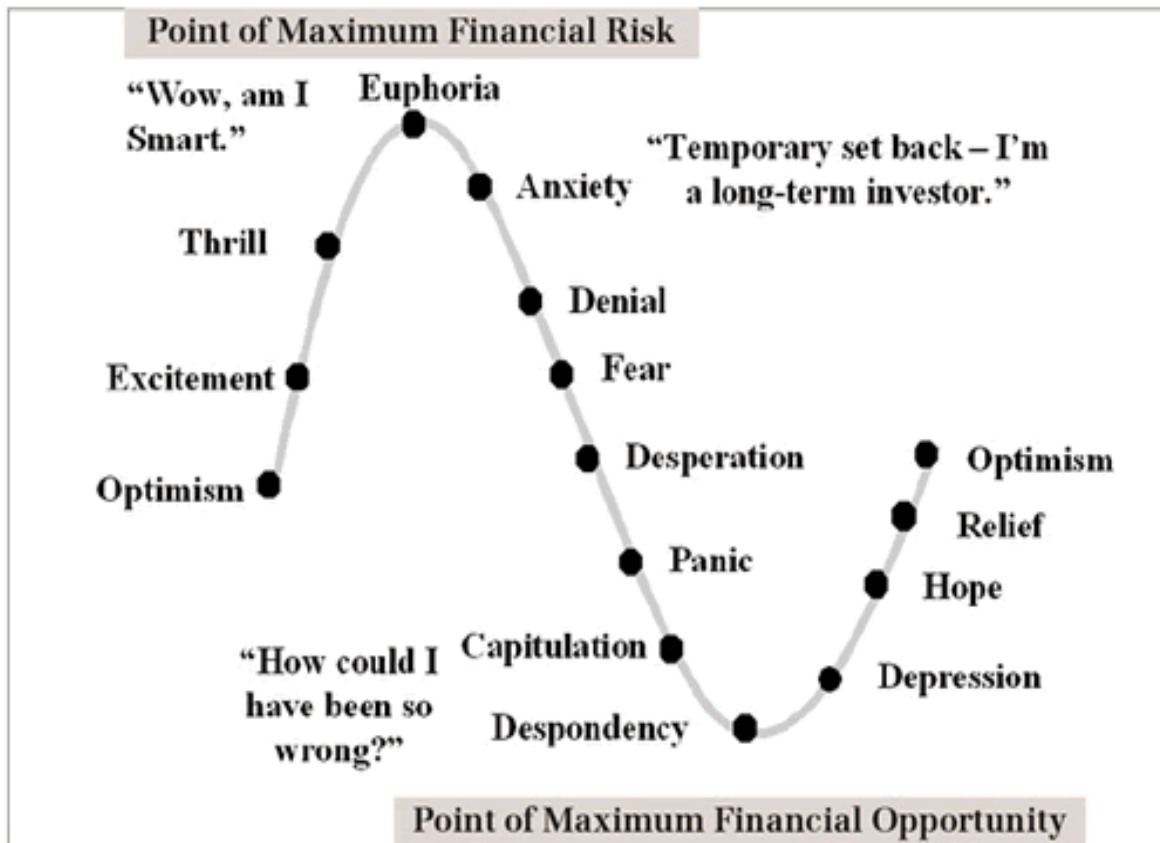 Point of Maximum Financial Risk
“Wow, am I
Smart.”
Euphoria
“Temporary set back – I’m
a long-term investor.”
Anxiety
Thrill
Denial
Excitement
Fear
Optimism
Desperation
Optimism
Relief
Panic
Hope
“How could I
have been so
wrong?”
Capitulation
Depression
Despondency
Point of Maximum Financial Opportunity